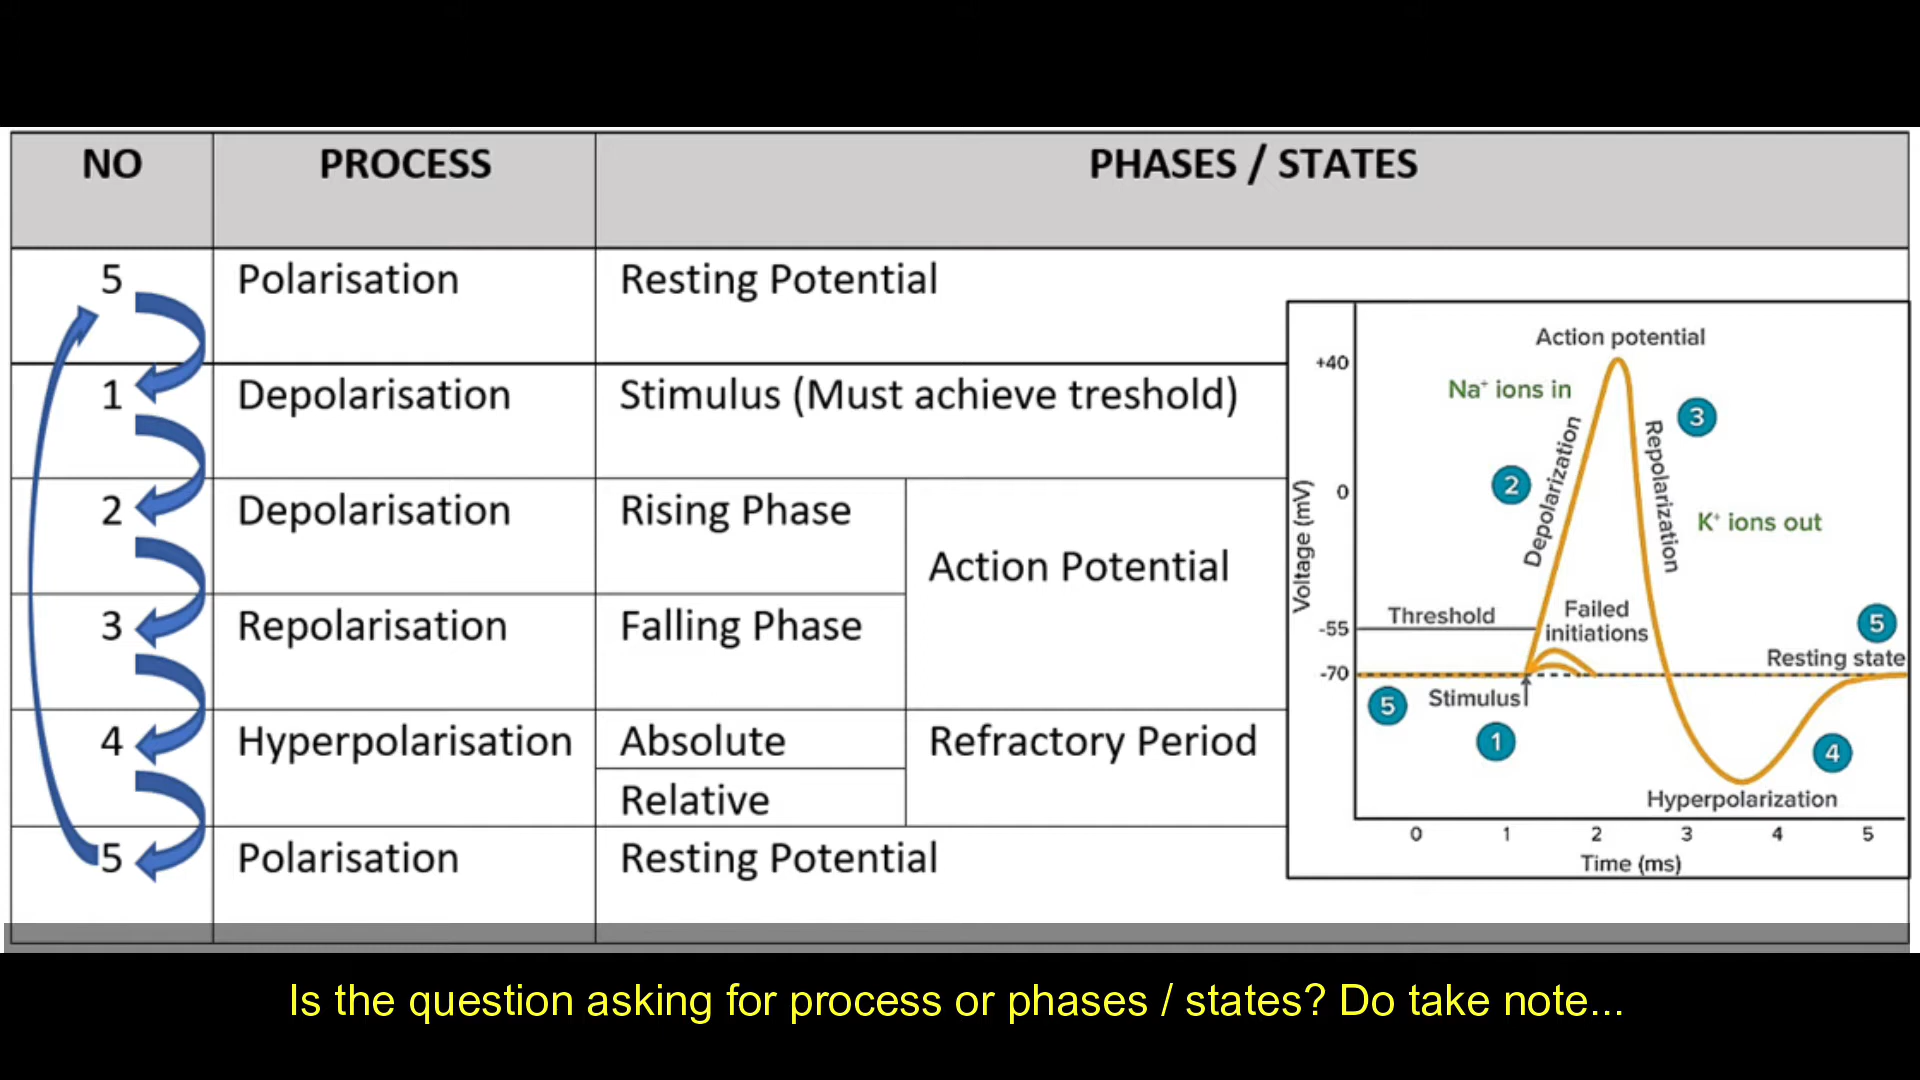 NO PROCESS PHASES / STATES
5 Polarisation Resting Potential
1 Depolarisation Stimulus (Must achieve treshold)
2 Depolarisation Rising Phase
Action Potential
3 Repolarisation Falling Phase
4 Hyperpolarisation Absolute Refractory Period
Relative
5 Polarisation Resting Potential
Action potential
+40
Na⁺ ions in
3
Depolarization
Repolarization
2
0
K⁺ ions out
Voltage (mV)
Threshold
Failed
initiations
-55
5
Resting state
-70
5
Stimulus
1
4
Hyperpolarization
0 1 2 3 4 5
Time (ms)
Is the question asking for process or phases / states? Do take note...